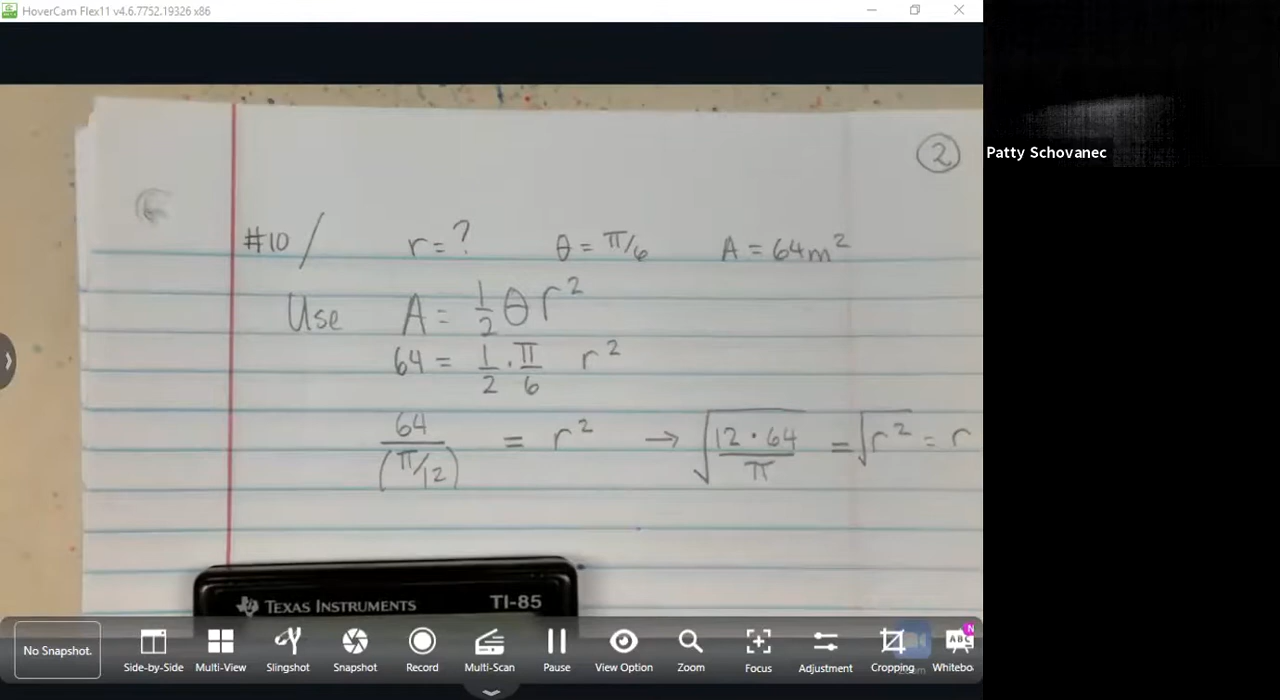 HoverCam Flex11 v4.6.7752.19326 x86
Patty Schovanec
2
#10/ r = ? θ = π/6 A = 64m²
Use A = 1/2 θ r²
64 = 1/2 · π/6 r²
64/(π/12) = r² → √(12 · 64/π) = √r² = r
TEXAS INSTRUMENTS TI-85
No Snapshot.
Side-by-Side Multi-View Slingshot Snapshot Record Multi-Scan Pause View Option Zoom Focus Adjustment Cropping Whitebo
N
ABC